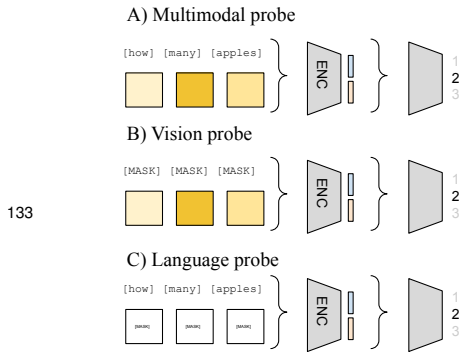 A) Multimodal probe
[how] [many] [apples]
ENC
1
2
3
B) Vision probe
[MASK] [MASK] [MASK]
ENC
1
2
3
133
C) Language probe
[how] [many] [apples]
[MASK] [MASK] [MASK]
ENC
1
2
3